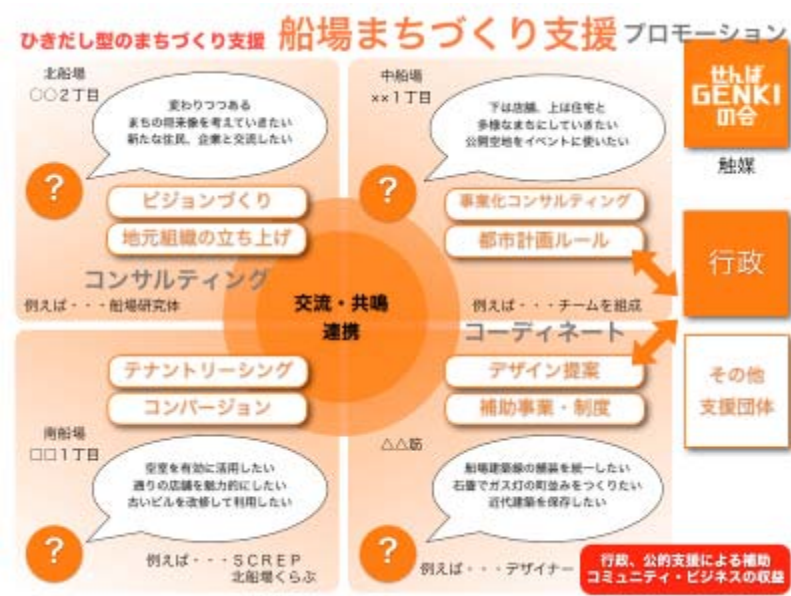 ひきだし型のまちづくり支援 船場まちづくり支援 プロモーション
北船場
○○2丁目
変わりつつある
まちの将来像を考えていきたい
新たな住民、企業と交流したい
?
ビジョンづくり
地元組織の立ち上げ
コンサルティング
例えば・・・船場研究体
中船場
××1丁目
下は店舗、上は住宅と
多様なまちにしていきたい
公開空地をイベントに使いたい
?
事業化コンサルティング
都市計画ルール
例えば・・・チームを組成
コーディネート
交流・共鳴
連携
せんば
GENKI
の会
触媒
行政
その他
支援団体
テナントリーシング
コンバージョン
南船場
□□1丁目
空室を有効に活用したい
通りの店舗を魅力的にしたい
古いビルを改修して利用したい
?
例えば・・・SCREP
北船場くらぶ
デザイン提案
補助事業・制度
△△筋
船場建築線の舗装を統一したい
石畳でガス灯の町並みをつくりたい
近代建築を保存したい
?
例えば・・・デザイナー
行政、公的支援による補助
コミュニティ・ビジネスの収益